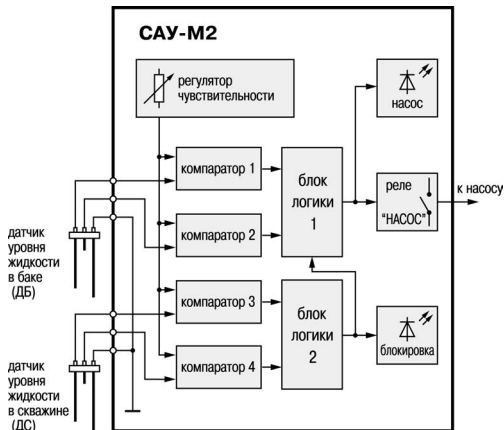 САУ-М2
регулятор
чувствительности
насос
компаратор 1
блок
логики
1
реле
"НАСОС"
к насосу
компаратор 2
датчик
уровня
жидкости
в баке
(ДБ)
компаратор 3
блок
логики
2
блокировка
компаратор 4
датчик
уровня
жидкости
в скважине
(ДС)